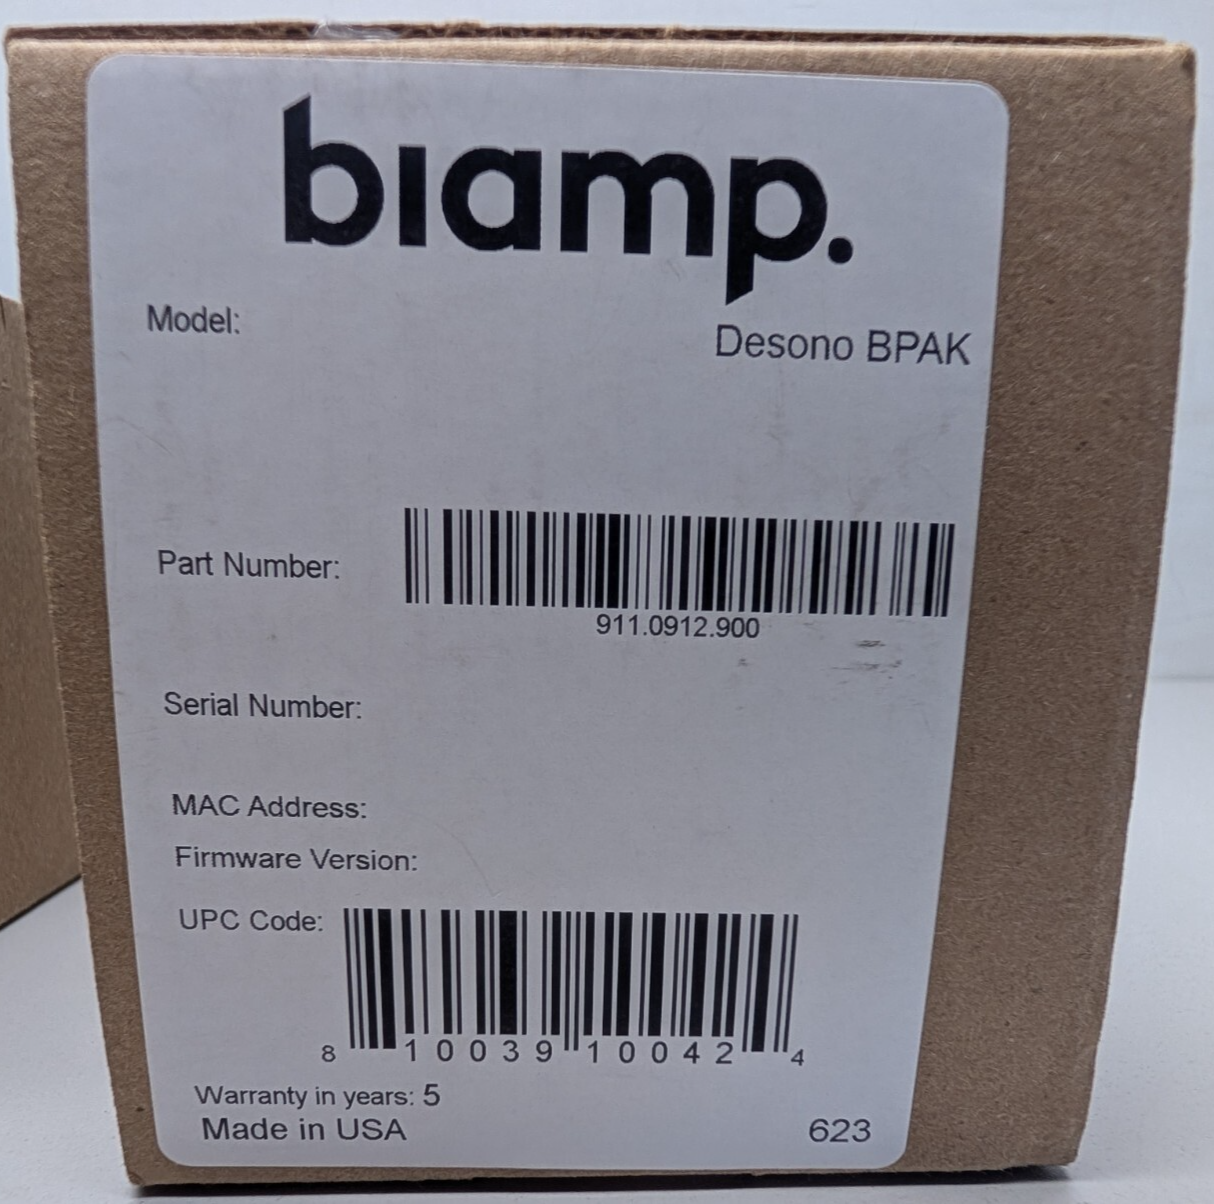 biamp.
Model:
Desono BPAK
Part Number:
911.0912.900
Serial Number:
MAC Address:
Firmware Version:
UPC Code:
8 10039 10042 4
Warranty in years: 5
Made in USA
623